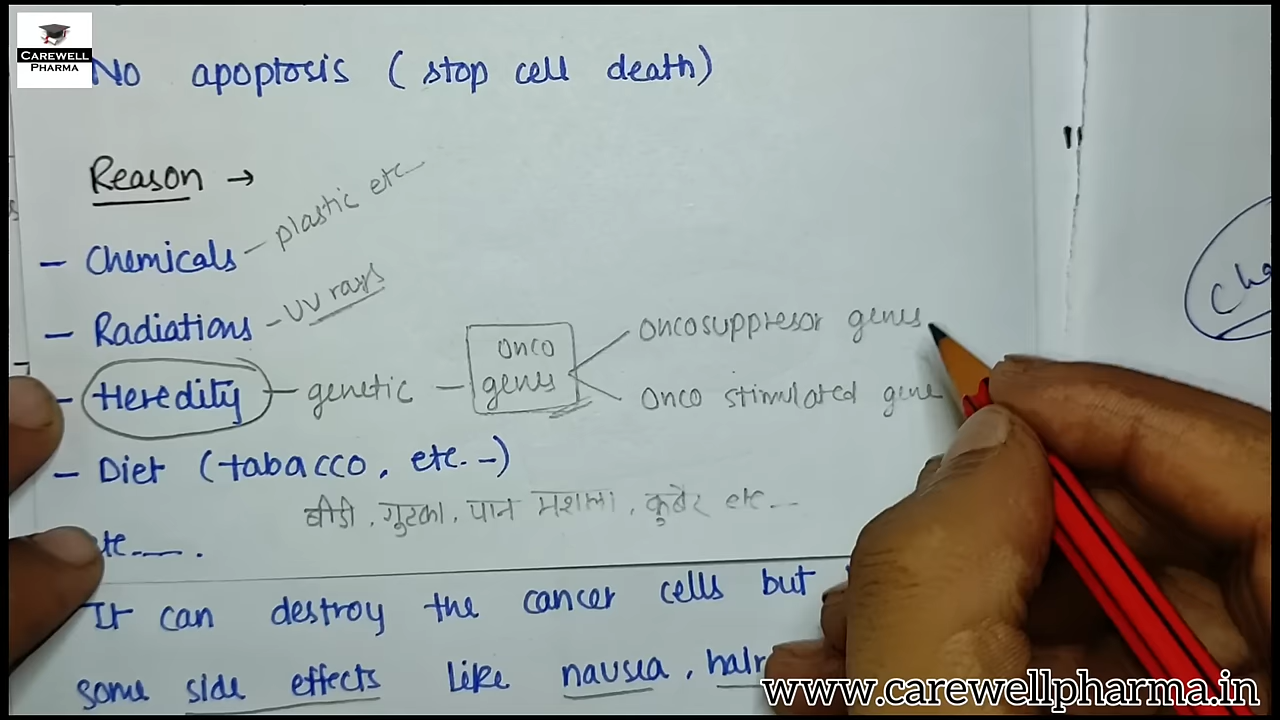 CAREWELL
PHARMA
No apoptosis (stop cell death)
Reason →
- Chemicals - plastic etc
- Radiations - UV rays
- Heredity - genetic - onco genes
oncosuppresor genes
onco stimulated gene
- Diet (tabacco, etc. -)
बीडी, गुटका, पान मशाला, कुबेर etc...
It can destroy the cancer cells but
some side effects like nausea, hair
www.carewellpharma.in